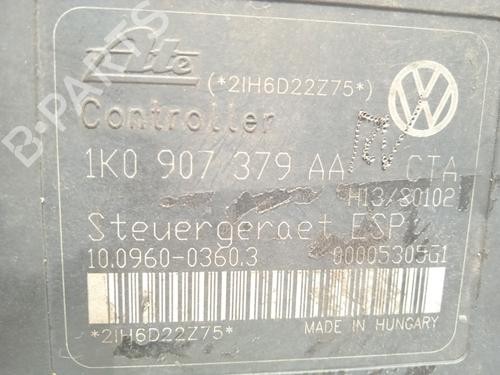 Ate (*2IH6D22Z75*)
Controller
1K0 907 379 AA CTA
H13/S0102
Steuergeraet ESP
10.0960-0360.3 0000530561
*2IH6D22Z75* MADE IN HUNGARY
B-PARTS